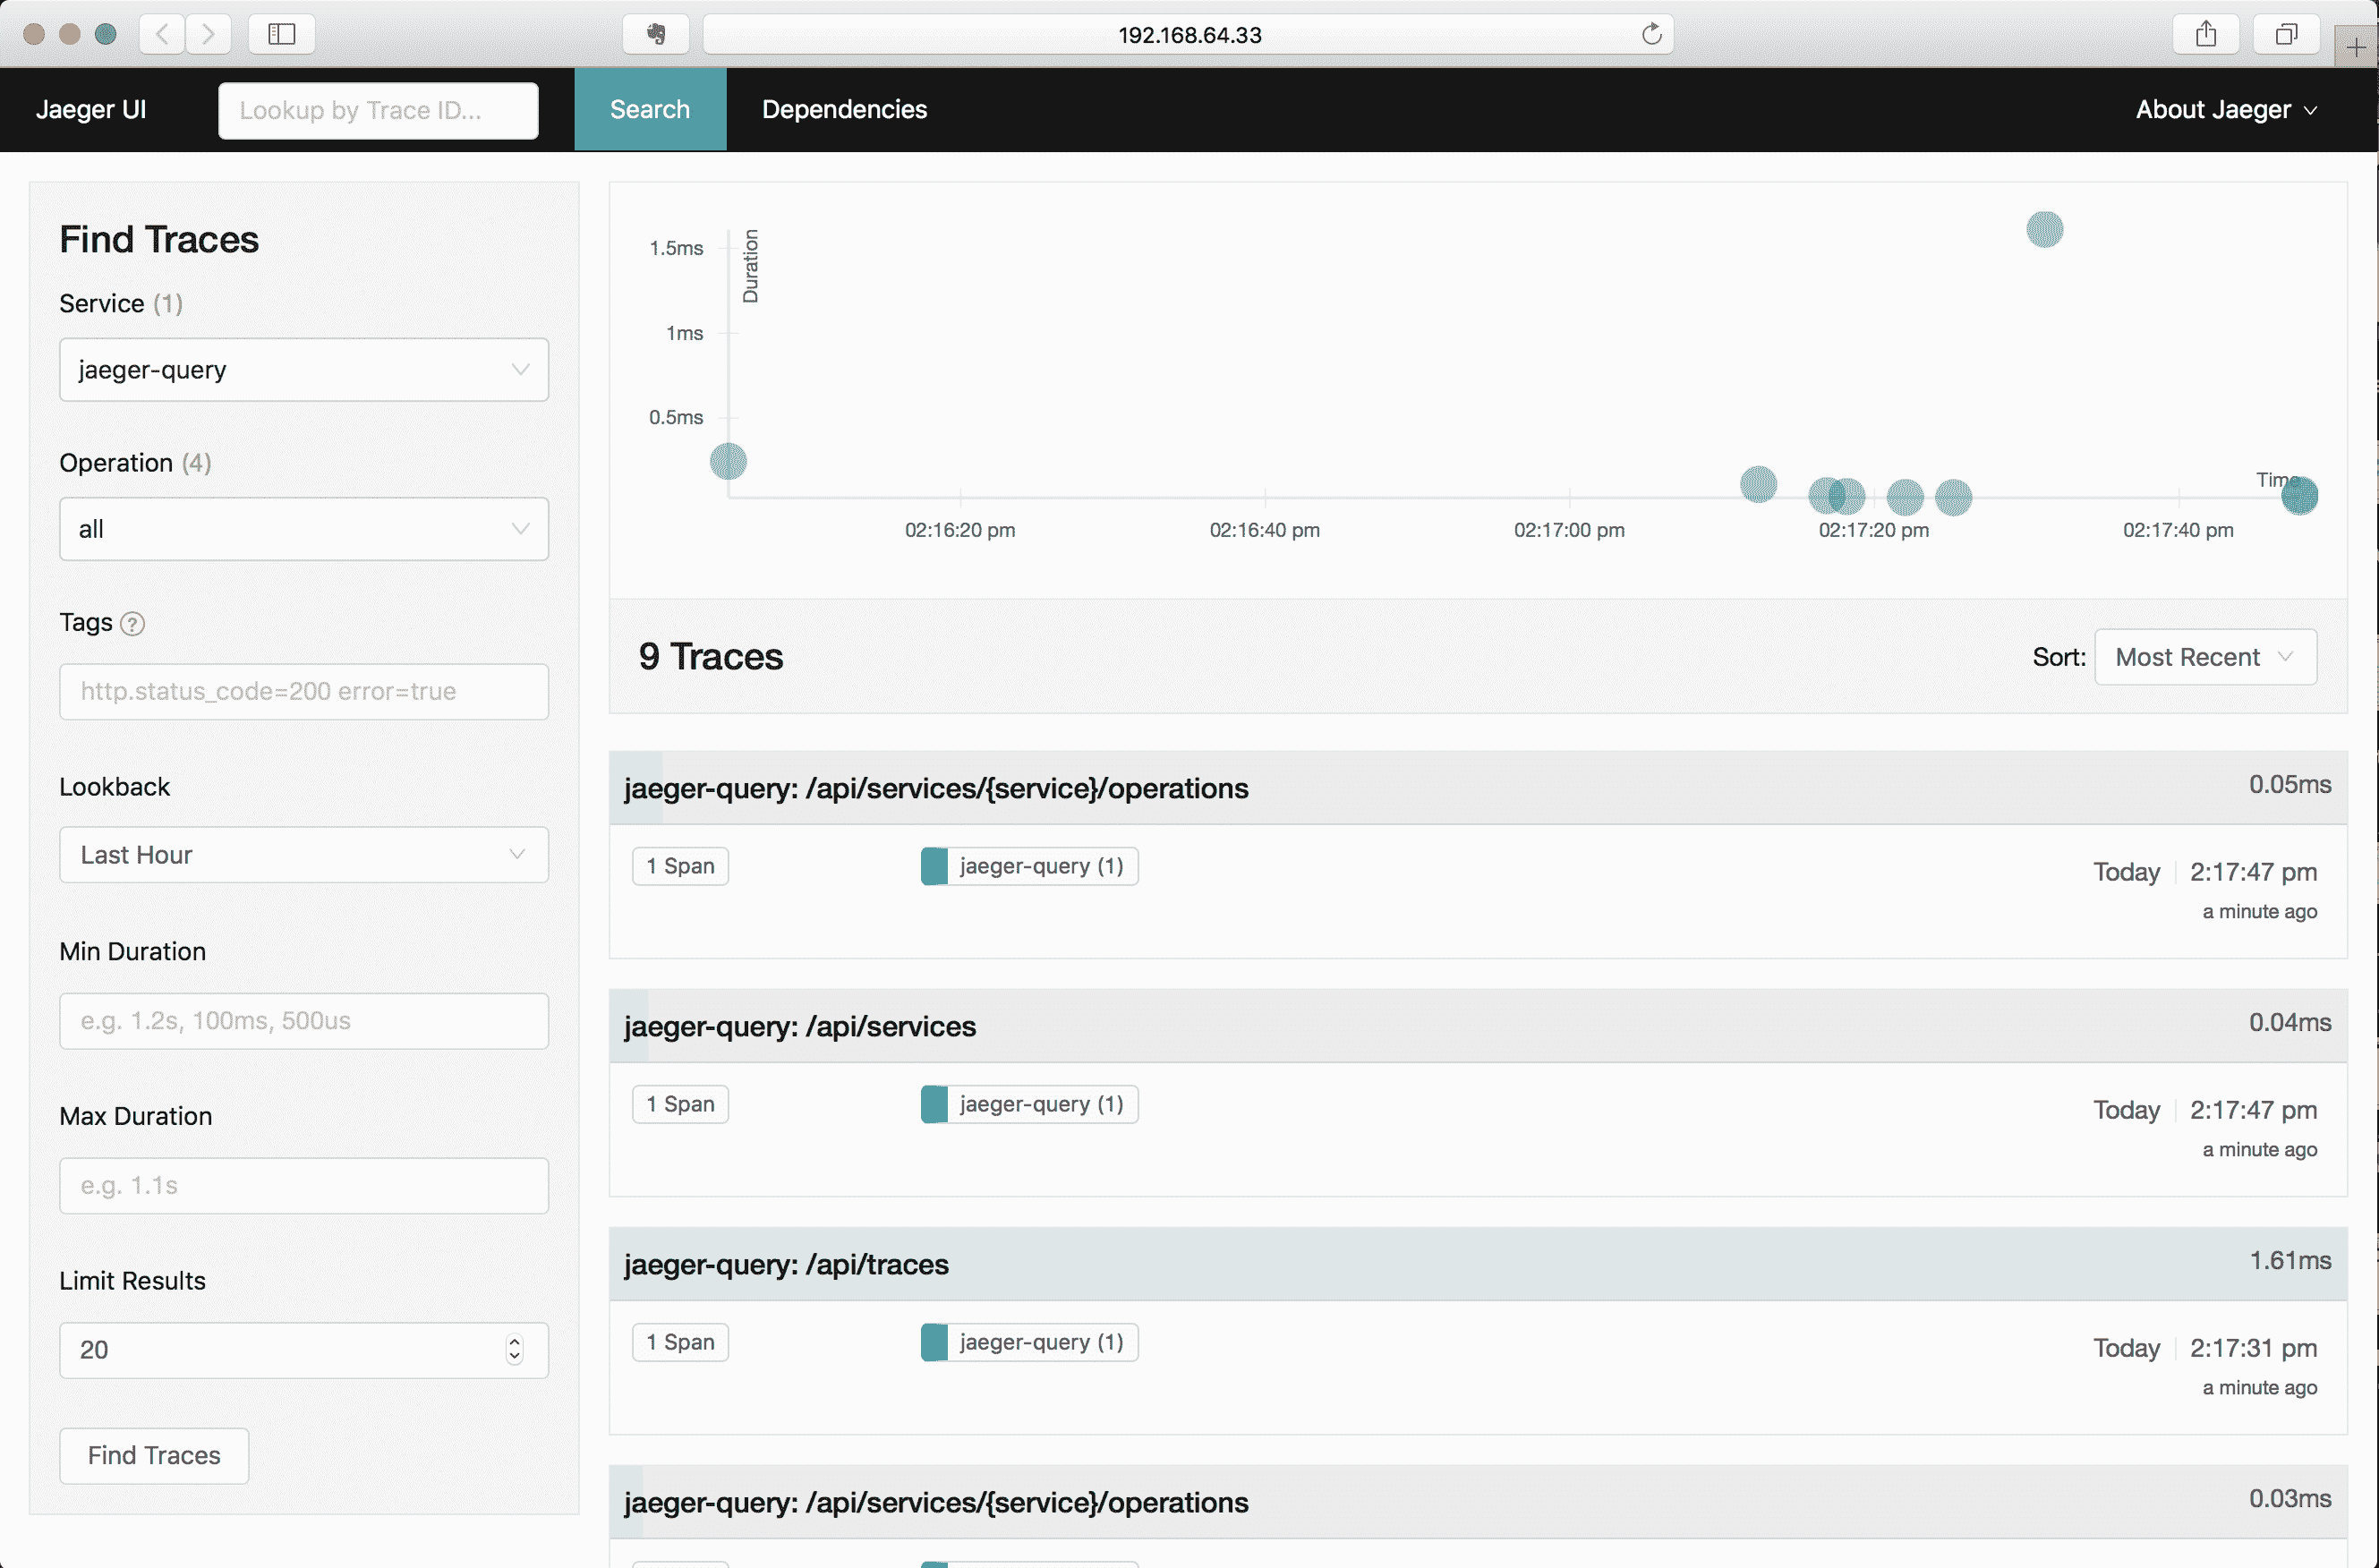 192.168.64.33
Jaeger UI
Lookup by Trace ID...
Search
Dependencies
About Jaeger
Find Traces
Service (1)
jaeger-query
Operation (4)
all
Tags ?
http.status_code=200 error=true
Lookback
Last Hour
Min Duration
e.g. 1.2s, 100ms, 500us
Max Duration
e.g. 1.1s
Limit Results
20
Find Traces
1.5ms
1ms
0.5ms
Duration
Time
02:16:20 pm
02:16:40 pm
02:17:00 pm
02:17:20 pm
02:17:40 pm
9 Traces
Sort: Most Recent
jaeger-query: /api/services/{service}/operations
0.05ms
1 Span
jaeger-query (1)
Today 2:17:47 pm
a minute ago
jaeger-query: /api/services
0.04ms
1 Span
jaeger-query (1)
Today 2:17:47 pm
a minute ago
jaeger-query: /api/traces
1.61ms
1 Span
jaeger-query (1)
Today 2:17:31 pm
a minute ago
jaeger-query: /api/services/{service}/operations
0.03ms